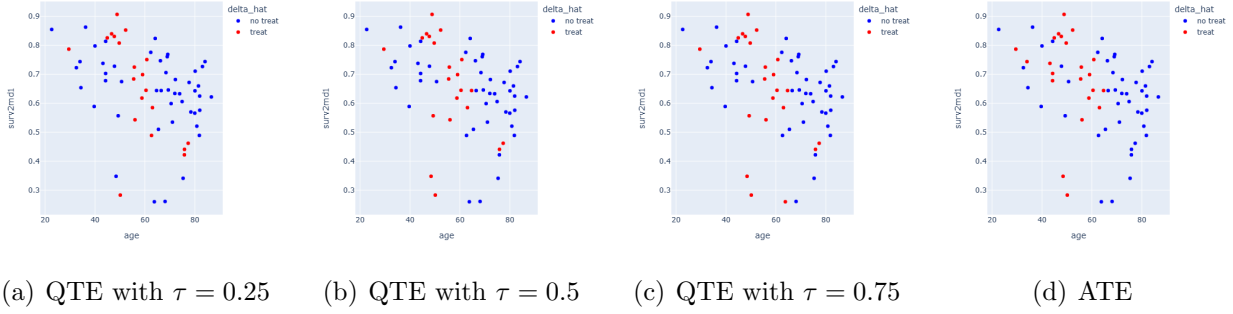 delta_hat
no treat
treat
0.9
0.8
0.7
0.6
0.5
0.4
0.3
surv2md1
20 40 60 80
age
(a) QTE with τ = 0.25
delta_hat
no treat
treat
0.9
0.8
0.7
0.6
0.5
0.4
0.3
surv2md1
20 40 60 80
age
(b) QTE with τ = 0.5
delta_hat
no treat
treat
0.9
0.8
0.7
0.6
0.5
0.4
0.3
surv2md1
20 40 60 80
age
(c) QTE with τ = 0.75
delta_hat
no treat
treat
0.9
0.8
0.7
0.6
0.5
0.4
0.3
surv2md1
20 40 60 80
age
(d) ATE